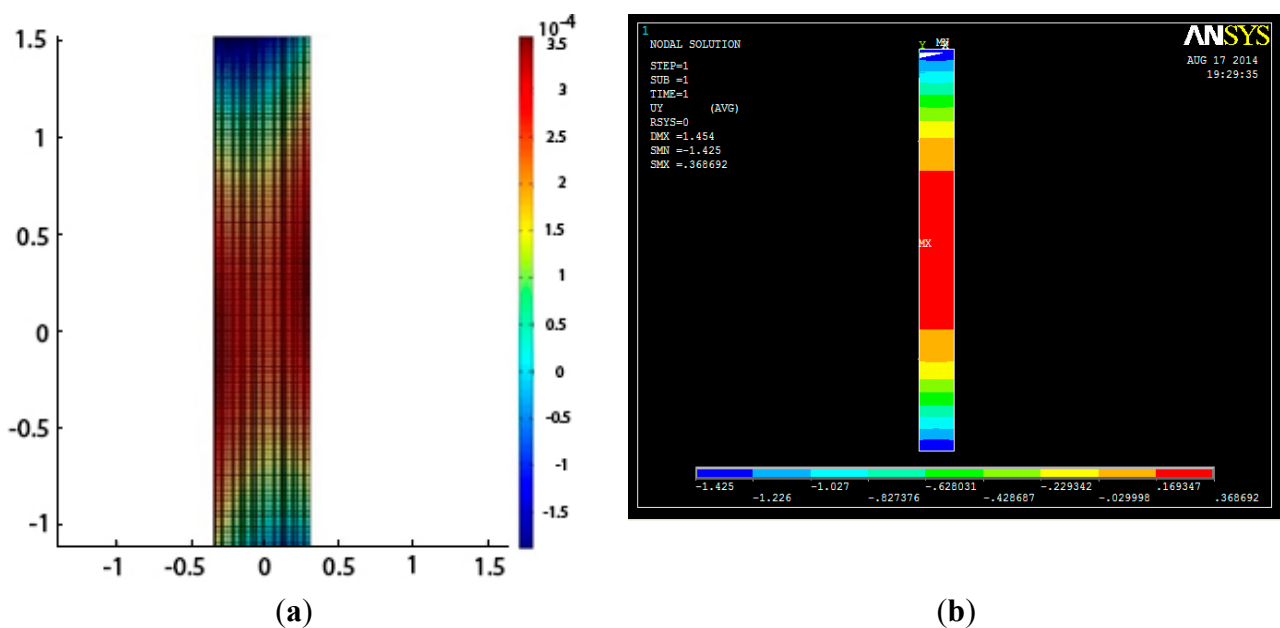 10-4
1.5
1
0.5
0
-0.5
-1
-1
-0.5
0
0.5
1
1.5
3.5
3
2.5
2
1.5
1
0.5
0
-0.5
-1
-1.5
(a)
1
NODAL SOLUTION
STEP=1
SUB =1
TIME=1
UY (AVG)
RSYS=0
DMX =1.454
SMN =-1.425
SMX =.368692
ANSYS
AUG 17 2014
19:29:35
Y MN
MX
-1.425 -1.027 -.628031 -.229342 .169347
-1.226 -.827376 -.428687 -.029998 .368692
(b)